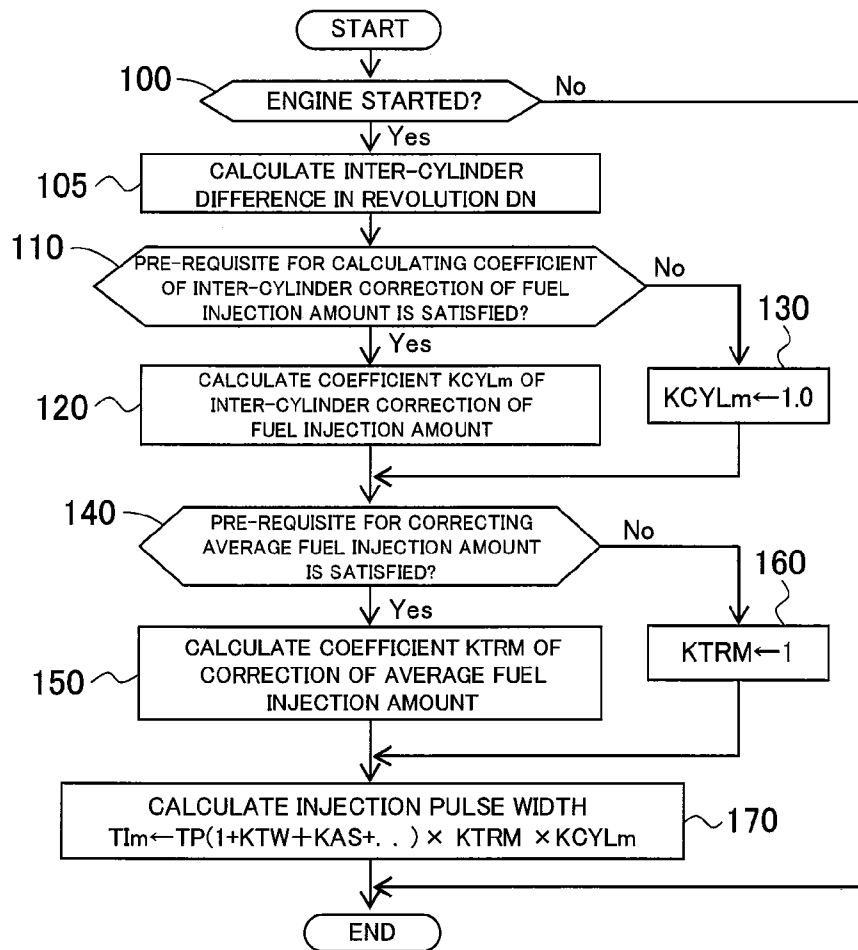 START
100
ENGINE STARTED?
No
Yes
105
CALCULATE INTER-CYLINDER
DIFFERENCE IN REVOLUTION DN
110
PRE-REQUISITE FOR CALCULATING COEFFICIENT
OF INTER-CYLINDER CORRECTION OF FUEL
INJECTION AMOUNT IS SATISFIED?
No
Yes
130
KCYLm←1.0
120
CALCULATE COEFFICIENT KCYLm OF
INTER-CYLINDER CORRECTION OF
FUEL INJECTION AMOUNT
140
PRE-REQUISITE FOR CORRECTING
AVERAGE FUEL INJECTION AMOUNT
IS SATISFIED?
No
Yes
160
KTRM←1
150
CALCULATE COEFFICIENT KTRM OF
CORRECTION OF AVERAGE FUEL
INJECTION AMOUNT
CALCULATE INJECTION PULSE WIDTH
TIm←TP(1+KTW+KAS+. . ) × KTRM ×KCYLm
170
END